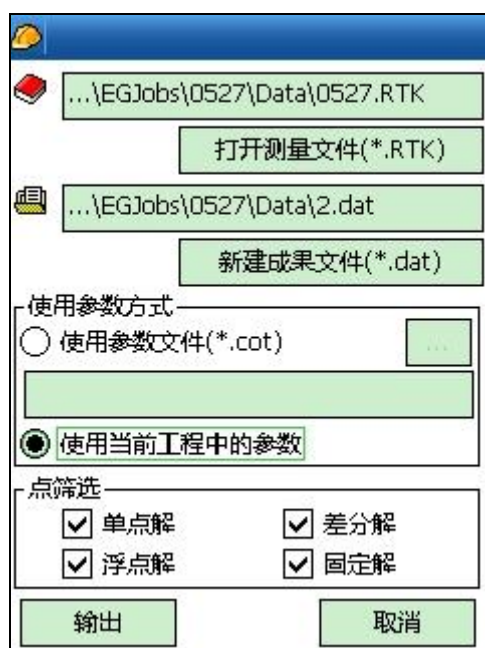 ...\EGJobs\0527\Data\0527.RTK
打开测量文件(*.RTK)
...\EGJobs\0527\Data\2.dat
新建成果文件(*.dat)
使用参数方式
使用参数文件(*.cot)
...
使用当前工程中的参数
点筛选
单点解 差分解
浮点解 固定解
输出 取消